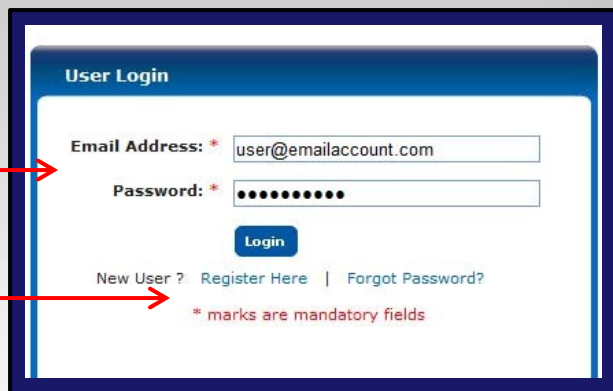 User Login
Email Address: * user@emailaccount.com
Password: * ●●●●●●●●●●
Login
New User ? Register Here | Forgot Password?
* marks are mandatory fields